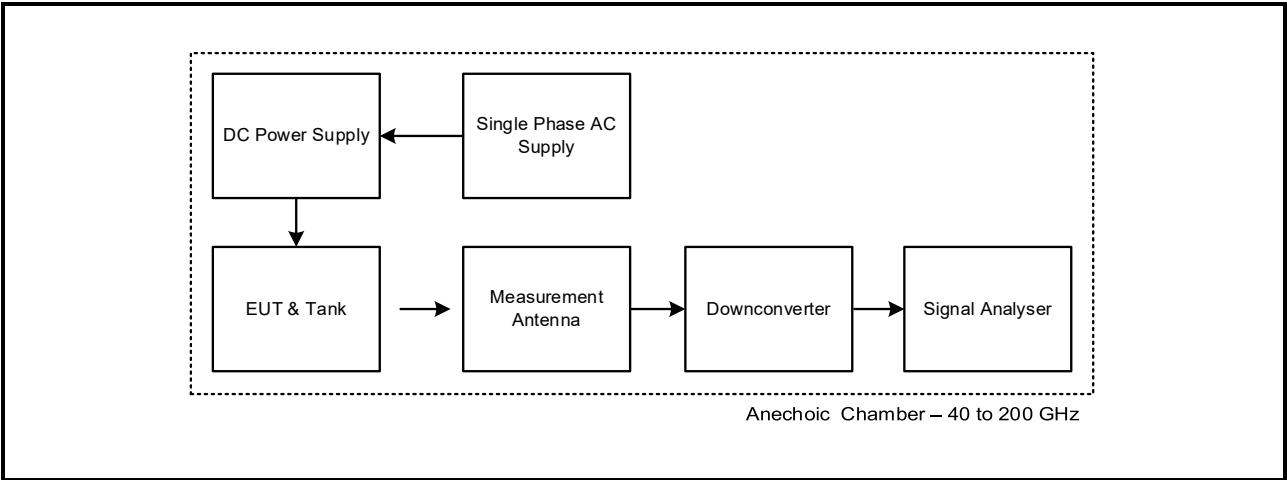 DC Power Supply
Single Phase AC
Supply
EUT & Tank
Measurement
Antenna
Downconverter
Signal Analyser
Anechoic Chamber – 40 to 200 GHz